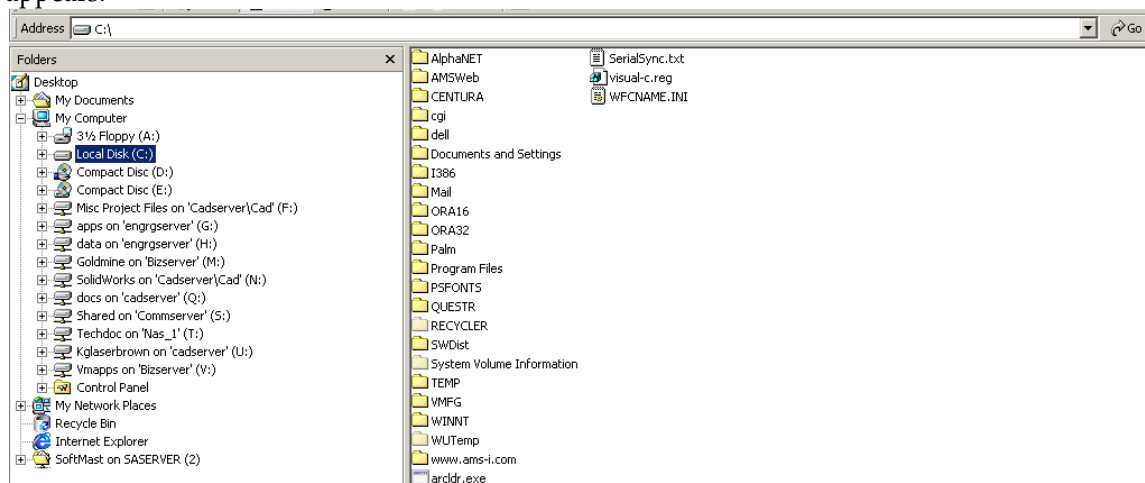 appears.
Address C:\ Go
Folders
Desktop
My Documents
My Computer
3½ Floppy (A:)
Local Disk (C:)
Compact Disc (D:)
Compact Disc (E:)
Misc Project Files on 'Cadserver\Cad' (F:)
apps on 'engrgserver' (G:)
data on 'engrgserver' (H:)
Goldmine on 'Bizserver' (M:)
SolidWorks on 'Cadserver\Cad' (N:)
docs on 'cadserver' (Q:)
Shared on 'Commserver' (S:)
Techdoc on 'Nas_1' (T:)
Kglaserbrown on 'cadserver' (U:)
Vmapps on 'Bizserver' (V:)
Control Panel
My Network Places
Recycle Bin
Internet Explorer
SoftMast on SASERVER (2)
AlphaNET
AMSWeb
CENTURA
cgi
dell
Documents and Settings
I386
Mail
ORA16
ORA32
Palm
Program Files
PSFONTS
QUESTR
RECYCLER
SWDist
System Volume Information
TEMP
VMFG
WINNT
WUTemp
www.ams-i.com
arcldr.exe
SerialSync.txt
visual-c.reg
WFCNAME.INI